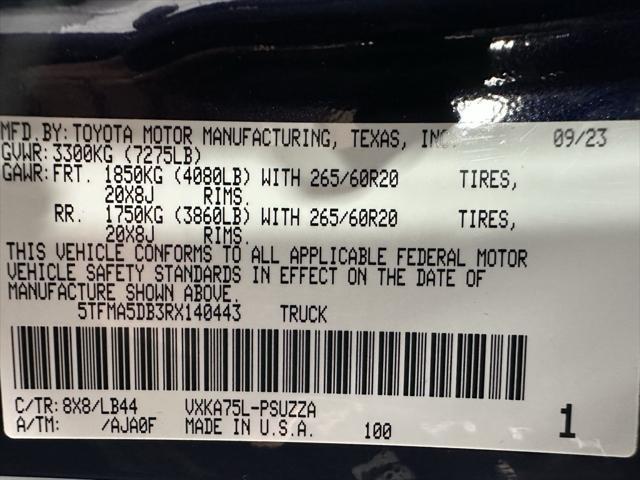 MFD. BY: TOYOTA MOTOR MANUFACTURING, TEXAS, INC. 09/23
GVWR: 3300KG (7275LB)
GAWR: FRT. 1850KG (4080LB) WITH 265/60R20 TIRES,
20X8J RIMS.
RR. 1750KG (3860LB) WITH 265/60R20 TIRES,
20X8J RIMS.
THIS VEHICLE CONFORMS TO ALL APPLICABLE FEDERAL MOTOR
VEHICLE SAFETY STANDARDS IN EFFECT ON THE DATE OF
MANUFACTURE SHOWN ABOVE.
5TFMA5DB3RX140443 TRUCK
C/TR: 8X8/LB44 VXKA75L-PSUZZA
A/TM: /AJA0F MADE IN U.S.A. 100 1